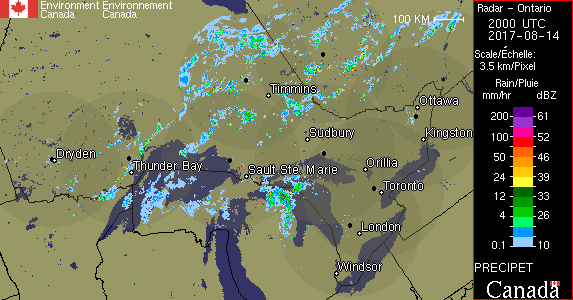 Environment Environnement
Canada Canada
100 KM
Radar - Ontario
2000 UTC
2017-08-14
Scale/Échelle:
3.5 km/Pixel
Rain/Pluie
mm/hr dBZ
200 61
100 52
50 46
24 39
12 33
4 26
0.1 10
PRECIPET
Canada
Timmins
Ottawa
Sudbury
Kingston
Dryden
Thunder Bay
Sault Ste. Marie
Orillia
Toronto
London
Windsor